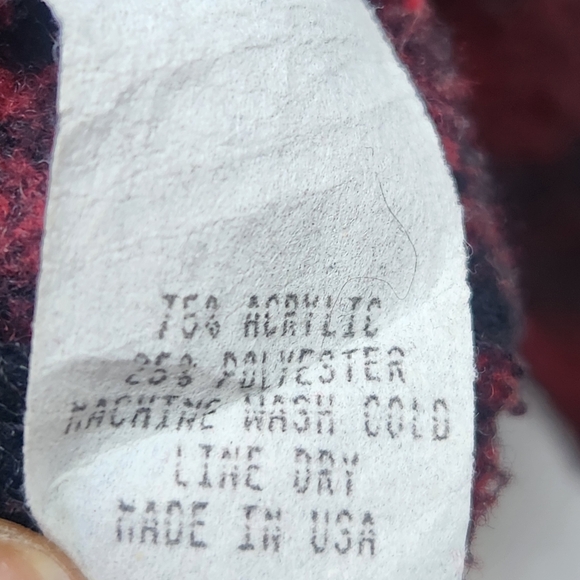 75% ACRYLIC
25% POLYESTER
MACHINE WASH COLD
LINE DRY
MADE IN USA